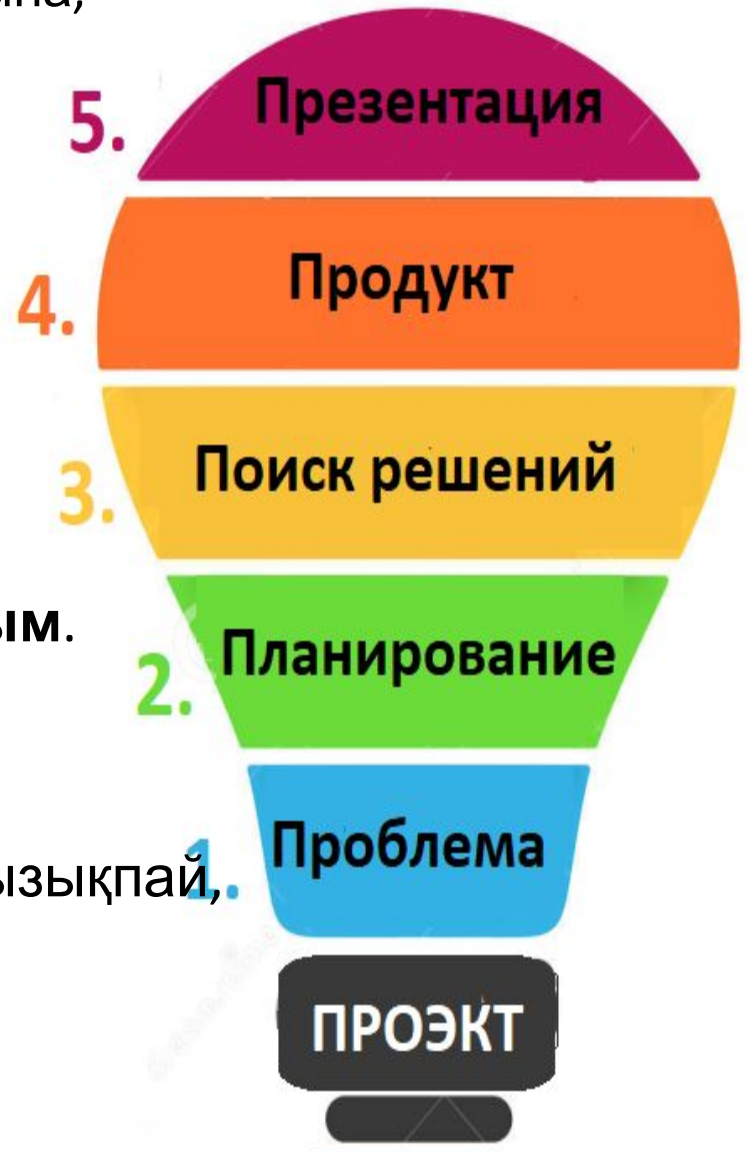 5.
Презентация
4.
Продукт
3.
Поиск решений
ым.
2.
Планирование
1.
Проблема
ызықпай,
ПРОЭКТ